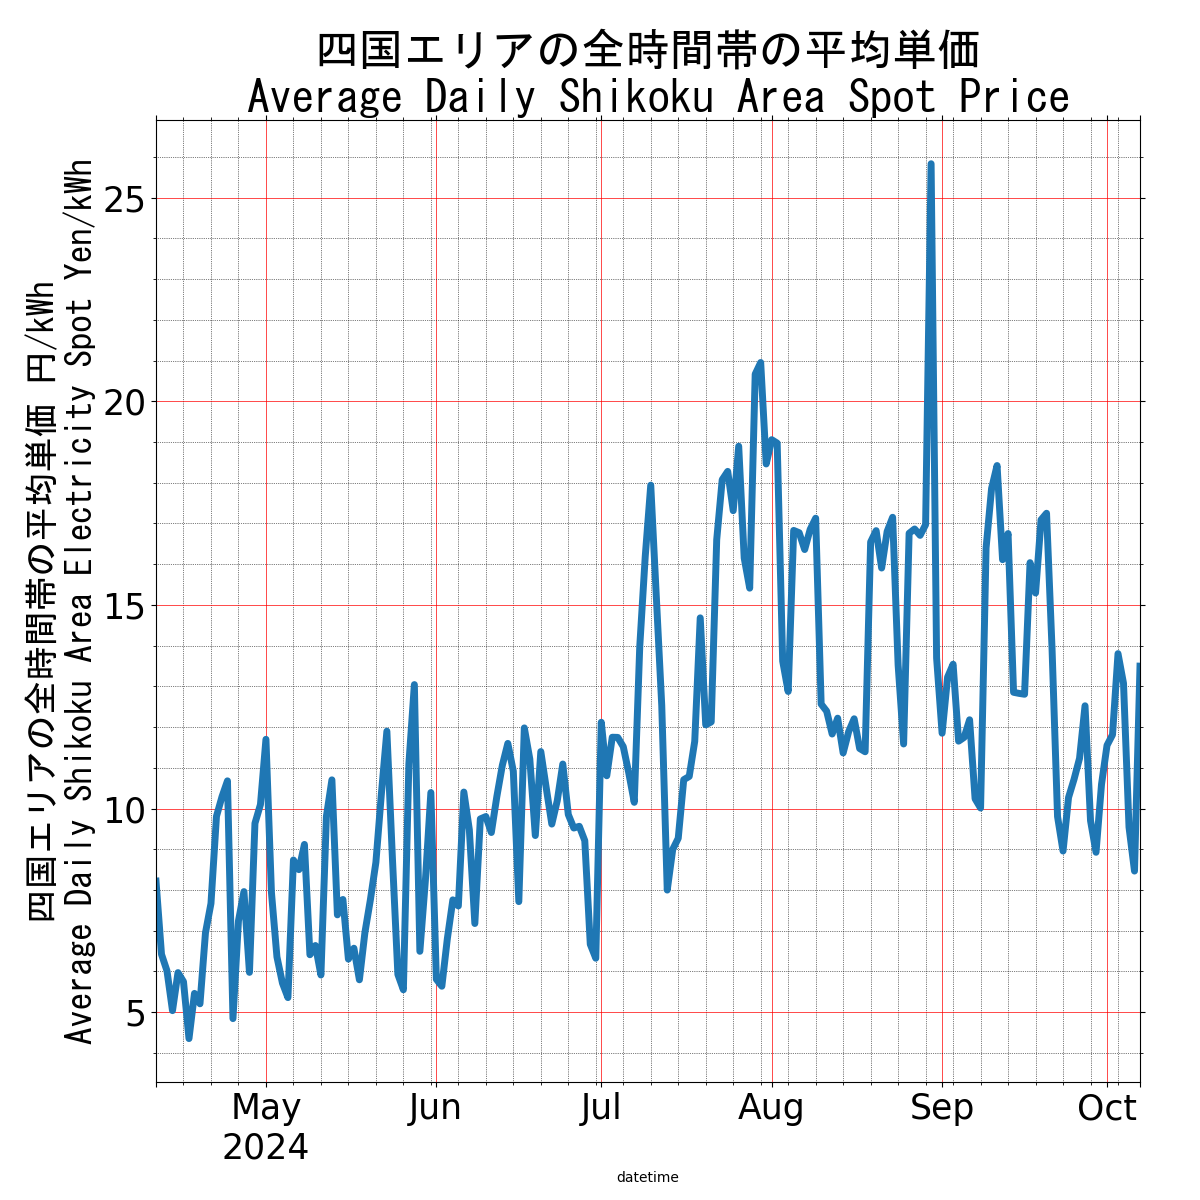 四国エリアの全時間帯の平均単価
Average Daily Shikoku Area Spot Price
四国エリアの全時間帯の平均単価 円/kWh
Average Daily Shikoku Area Electricity Spot Yen/kWh
25
20
15
10
5
May
2024
Jun
Jul
Aug
Sep
Oct
datetime